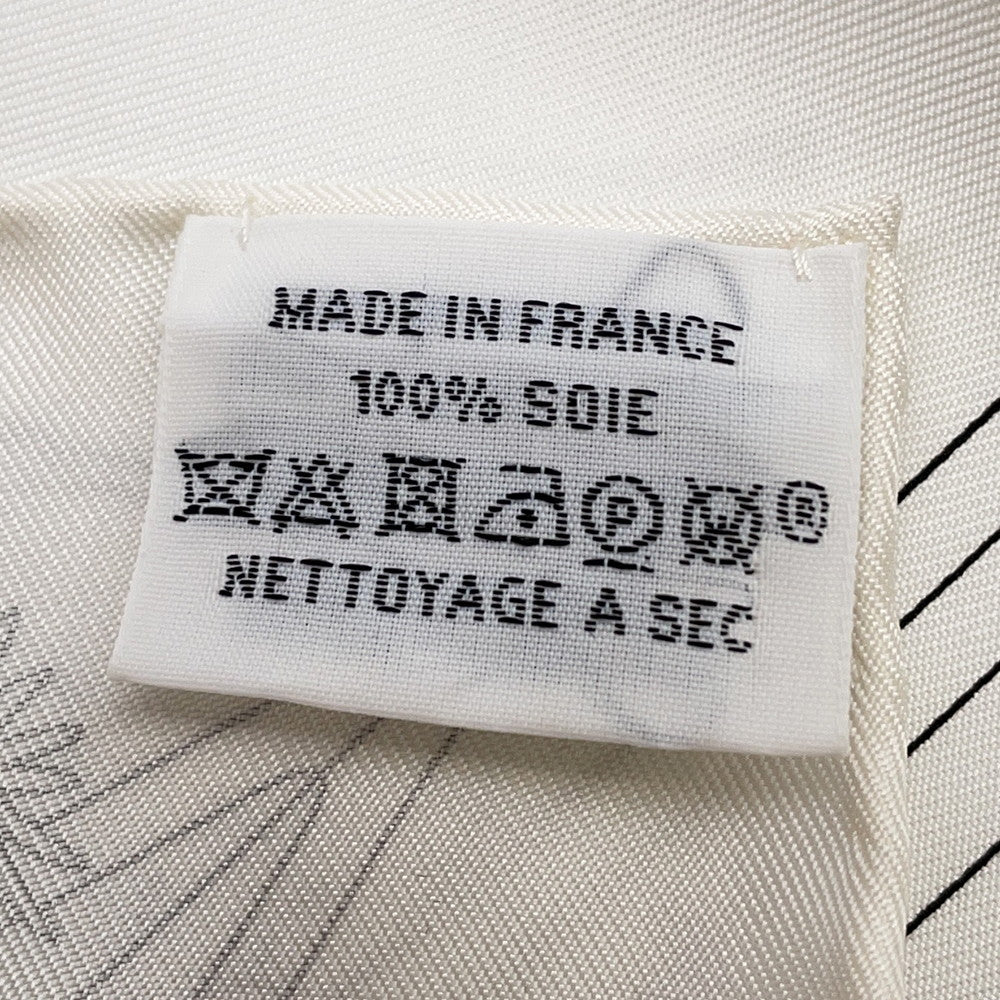 MADE IN FRANCE
100% SOIE
P W ®
NETTOYAGE A SEC